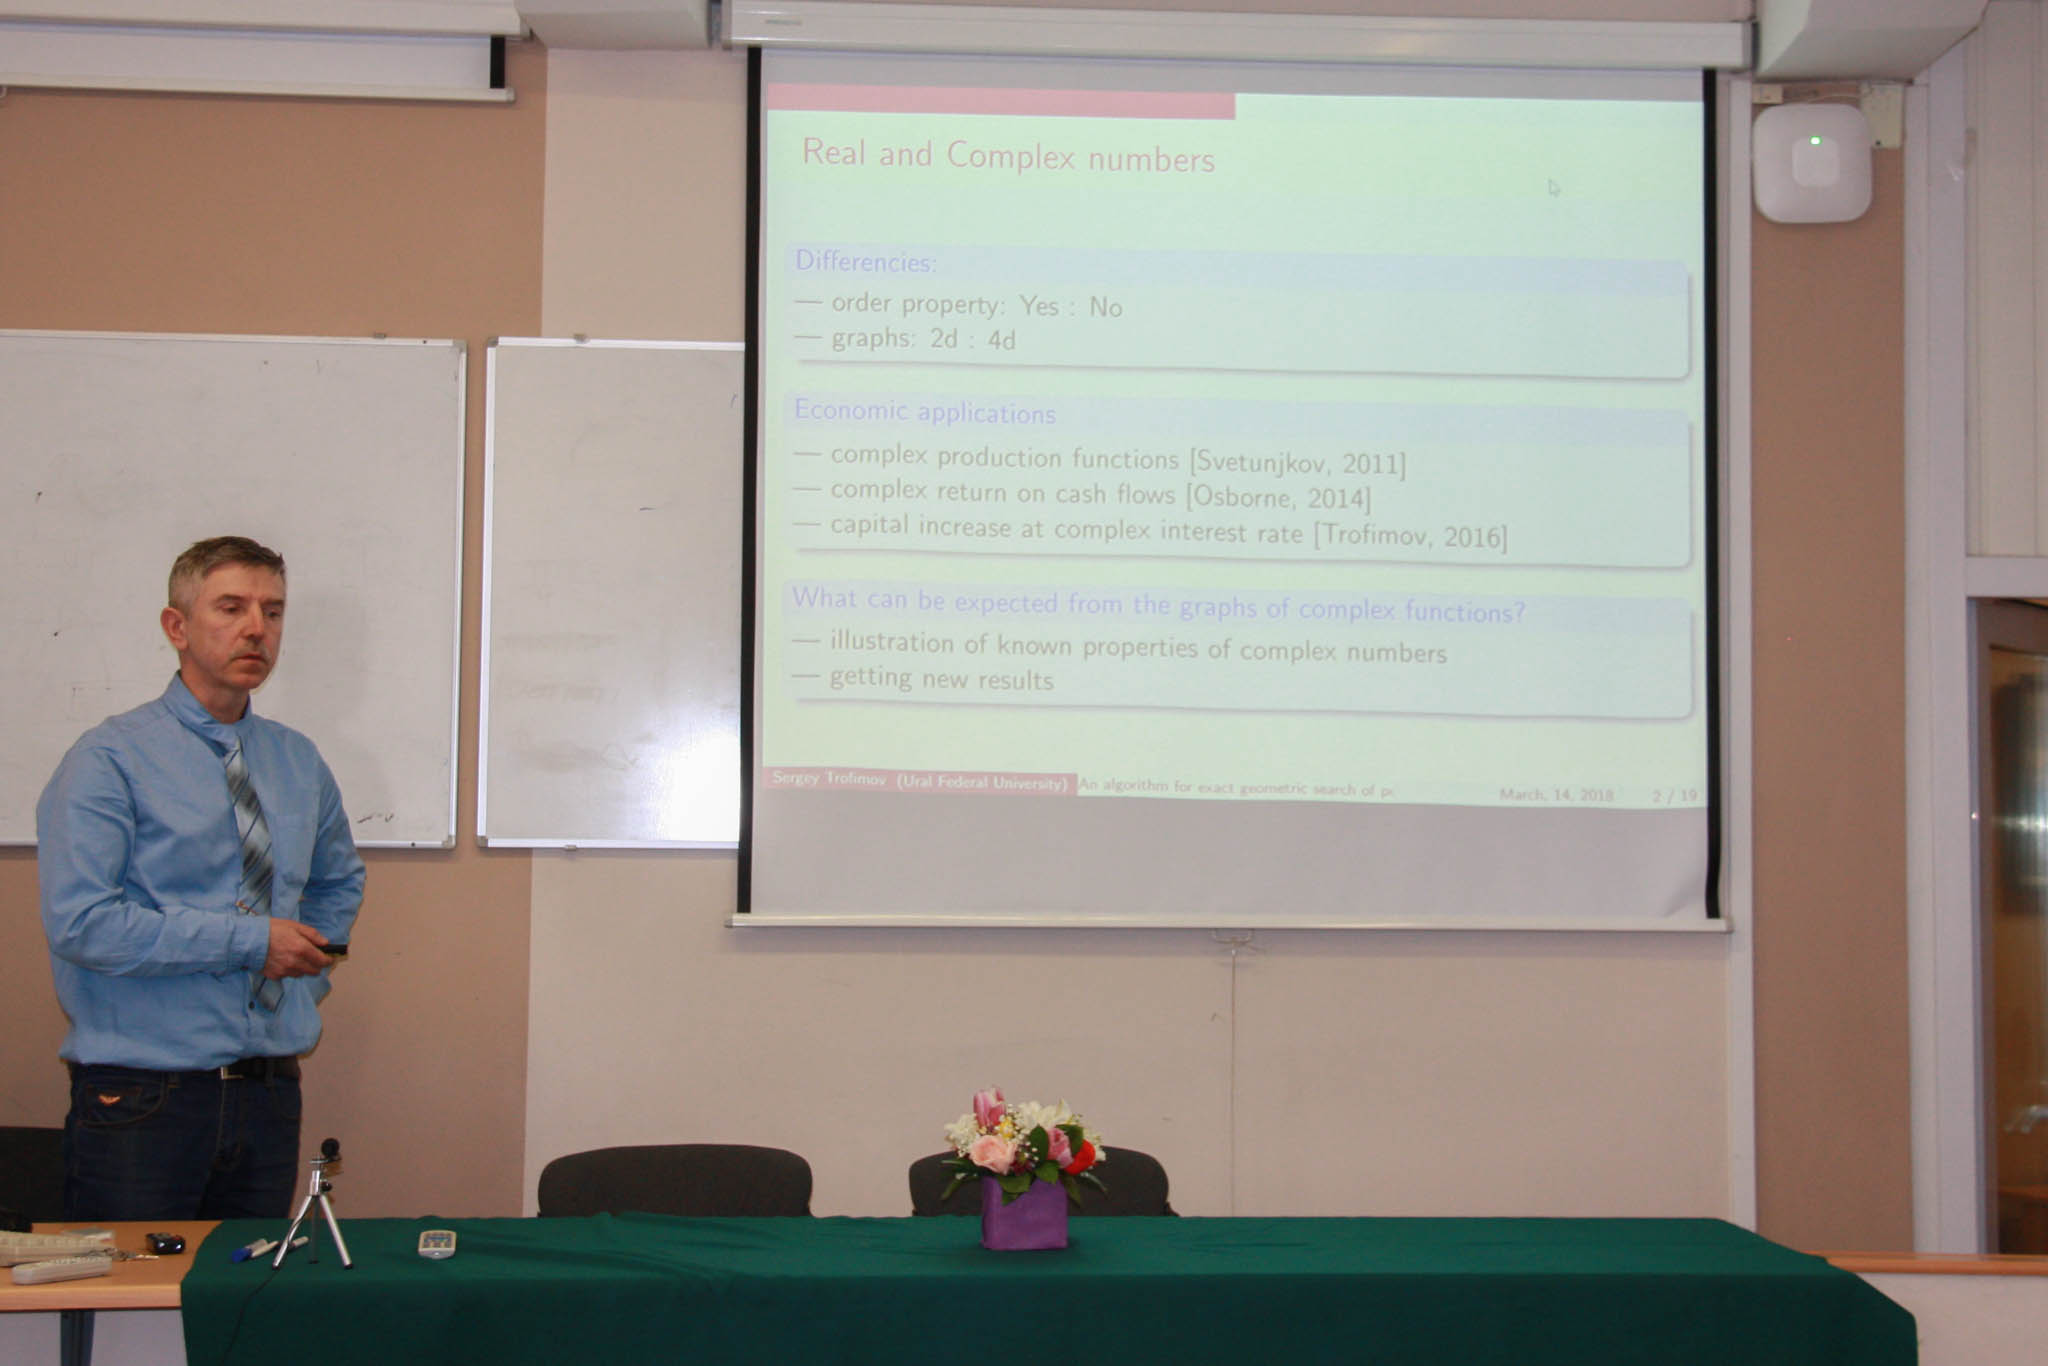 Real and Complex numbers
Differencies:
— order property: Yes : No
— graphs: 2d : 4d
Economic applications
— complex production functions [Svetunjkov, 2011]
— complex return on cash flows [Osborne, 2014]
— capital increase at complex interest rate [Trofimov, 2016]
What can be expected from the graphs of complex functions?
— illustration of known properties of complex numbers
— getting new results
Sergey Trofimov (Ural Federal University) An algorithm for exact geometric search of po March, 14, 2018 2 / 19